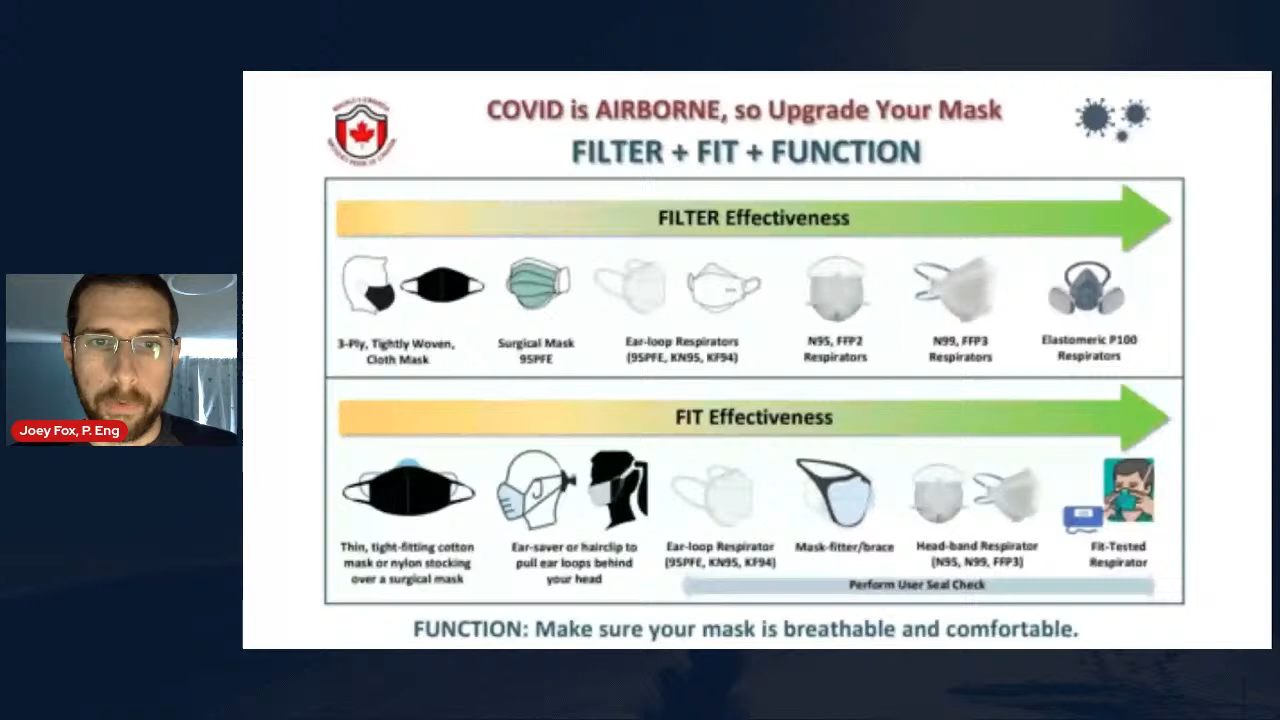 COVID is AIRBORNE, so Upgrade Your Mask
FILTER + FIT + FUNCTION
FILTER Effectiveness
3-Ply, Tightly Woven,
Cloth Mask
Surgical Mask
95PFE
Ear-loop Respirators
(95PFE, KN95, KF94)
N95, FFP2
Respirators
N99, FFP3
Respirators
Elastomeric P100
Respirators
FIT Effectiveness
Thin, tight-fitting cotton
mask or nylon stocking
over a surgical mask
Ear-saver or hairclip to
pull ear loops behind
your head
Ear-loop Respirator
(95PFE, KN95, KF94)
Mask-fitter/brace
Head-band Respirator
(N95, N99, FFP3)
Fit-Tested
Respirator
Perform User Seal Check
FUNCTION: Make sure your mask is breathable and comfortable.
Joey Fox, P. Eng